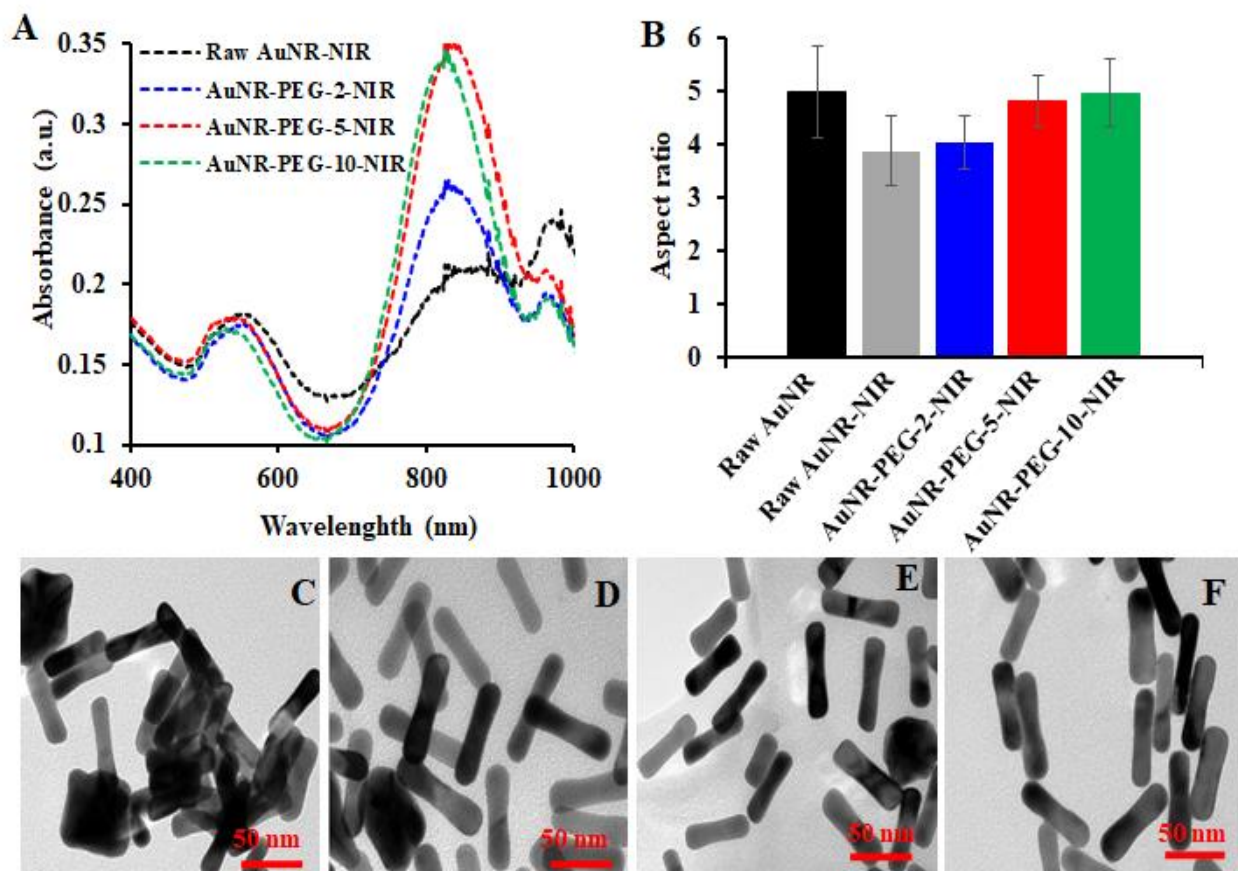 A
0.35
0.3
0.25
0.2
0.15
0.1
Absorbance (a.u.)
400
600
800
1000
Wavelenghth (nm)
Raw AuNR-NIR
AuNR-PEG-2-NIR
AuNR-PEG-5-NIR
AuNR-PEG-10-NIR
B
6
5
4
3
2
1
0
Aspect ratio
Raw AuNR
Raw AuNR-NIR
AuNR-PEG-2-NIR
AuNR-PEG-5-NIR
AuNR-PEG-10-NIR
C
50 nm
D
50 nm
E
50 nm
F
50 nm